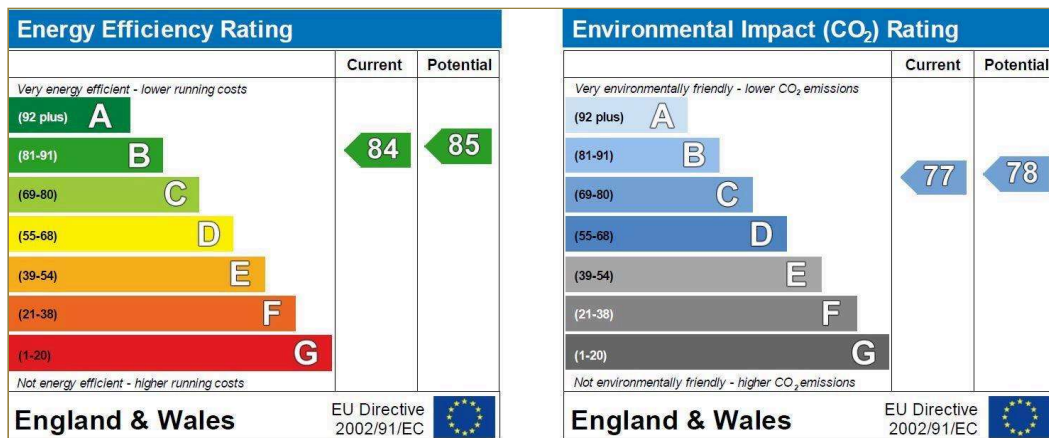 Energy Efficiency Rating
Current Potential
Very energy efficient - lower running costs
(92 plus) A
(81-91) B
84 85
(69-80) C
(55-68) D
(39-54) E
(21-38) F
(1-20) G
Not energy efficient - higher running costs
England & Wales
EU Directive
2002/91/EC
Environmental Impact (CO₂) Rating
Current Potential
Very environmentally friendly - lower CO₂ emissions
(92 plus) A
(81-91) B
(69-80) C
77 78
(55-68) D
(39-54) E
(21-38) F
(1-20) G
Not environmentally friendly - higher CO₂ emissions
England & Wales
EU Directive
2002/91/EC